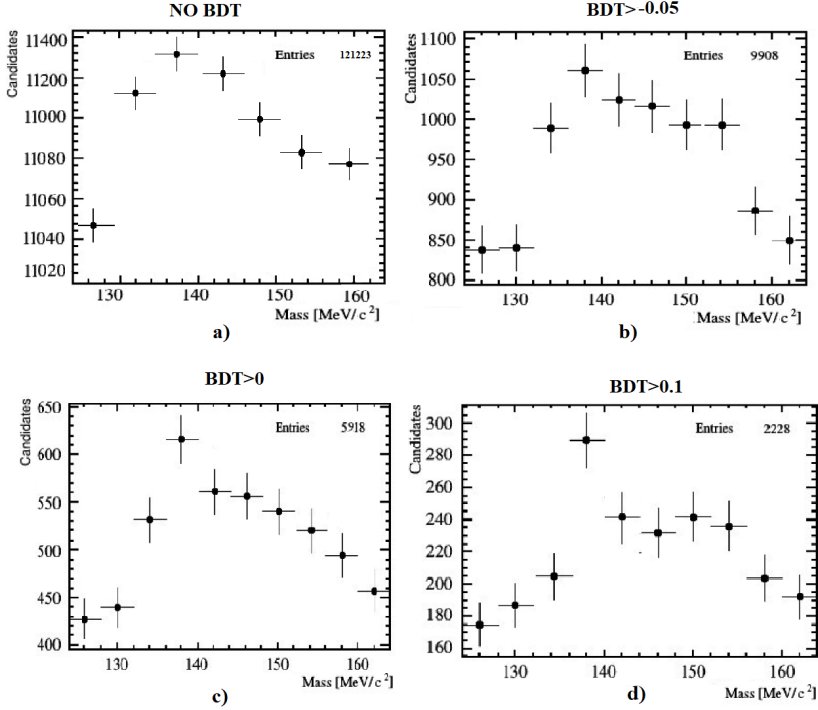 NO BDT
Candidates
11400
11200
11000
11080
11060
11040
11020
Entries 121223
130 140 150 160
Mass [MeV/c²]
a)
BDT>-0.05
Candidates
1100
1050
1000
950
900
850
800
Entries 9908
130 140 150 160
Mass [MeV/c²]
b)
BDT>0
Candidates
650
600
550
500
450
400
Entries 5918
130 140 150 160
Mass [MeV/c²]
c)
BDT>0.1
Candidates
300
280
260
240
220
200
180
160
Entries 2228
130 140 150 160
Mass [MeV/c²]
d)